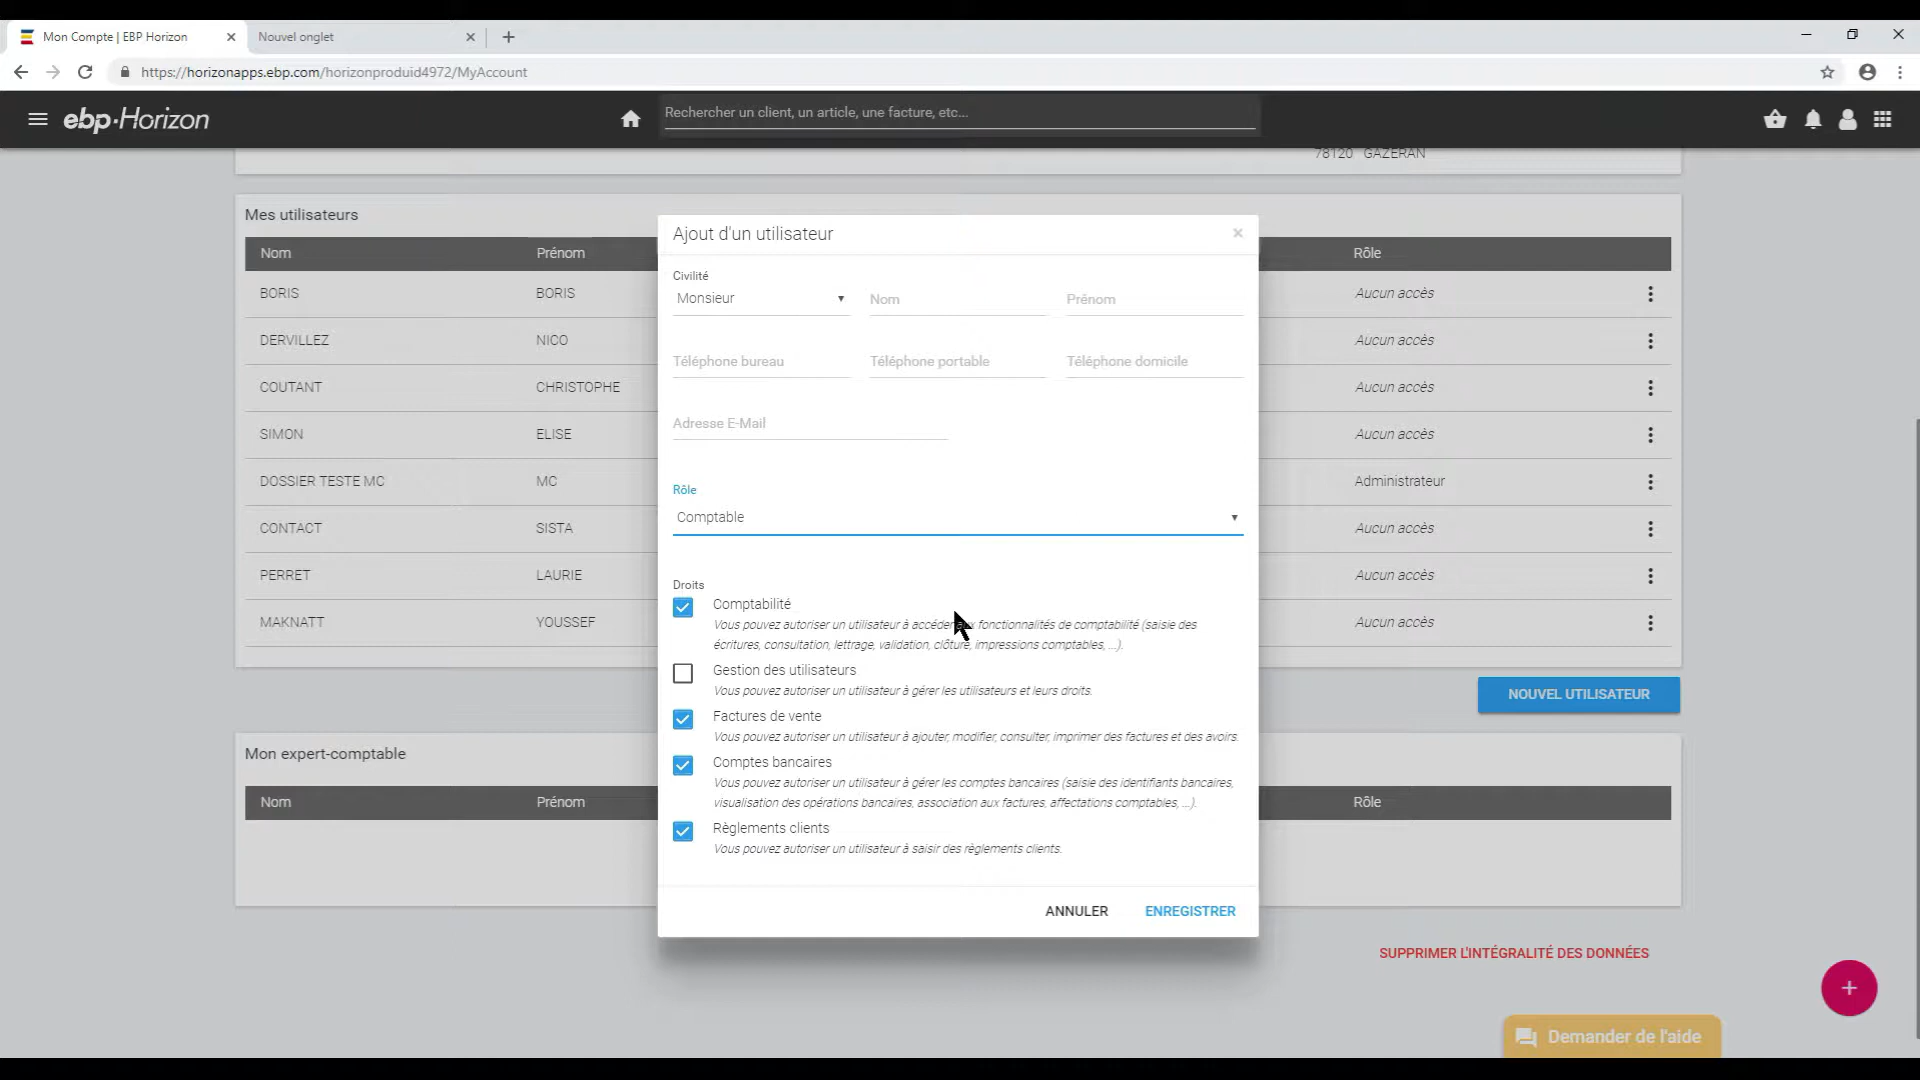 Mon Compte | EBP Horizon
Nouvel onglet
https://horizonapps.ebp.com/horizonproduid4972/MyAccount
ebp·Horizon
Rechercher un client, un article, une facture, etc...
78120 GAZERAN
Mes utilisateurs
Nom Prénom Rôle
BORIS BORIS Aucun accès
DERVILLEZ NICO Aucun accès
COUTANT CHRISTOPHE Aucun accès
SIMON ELISE Aucun accès
DOSSIER TESTE MC MC Administrateur
CONTACT SISTA Aucun accès
PERRET LAURIE Aucun accès
MAKNATT YOUSSEF Aucun accès
NOUVEL UTILISATEUR
Mon expert-comptable
Nom Prénom Rôle
Ajout d'un utilisateur
Civilité
Monsieur Nom Prénom
Téléphone bureau Téléphone portable Téléphone domicile
Adresse E-Mail
Rôle
Comptable
Droits
Comptabilité
Vous pouvez autoriser un utilisateur à accéder aux fonctionnalités de comptabilité (saisie des
écritures, consultation, lettrage, validation, clôture, impressions comptables, ...).
Gestion des utilisateurs
Vous pouvez autoriser un utilisateur à gérer les utilisateurs et leurs droits.
Factures de vente
Vous pouvez autoriser un utilisateur à ajouter, modifier, consulter, imprimer des factures et des avoirs.
Comptes bancaires
Vous pouvez autoriser un utilisateur à gérer les comptes bancaires (saisie des identifiants bancaires,
visualisation des opérations bancaires, association aux factures, affectations comptables, ...).
Règlements clients
Vous pouvez autoriser un utilisateur à saisir des règlements clients.
ANNULER ENREGISTRER
SUPPRIMER L'INTÉGRALITÉ DES DONNÉES
Demander de l'aide